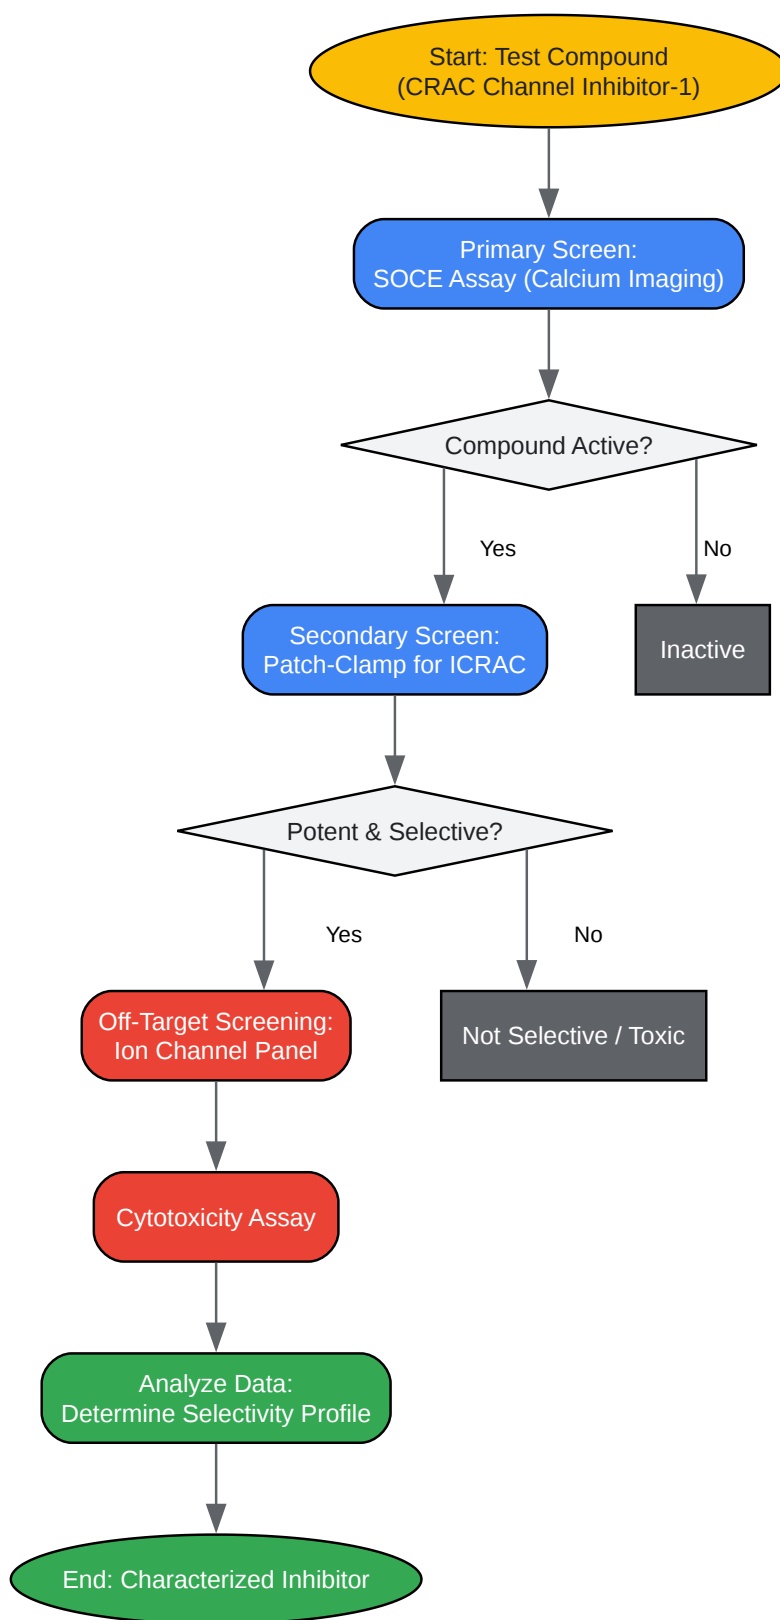 Start: Test Compound
(CRAC Channel Inhibitor-1)
Primary Screen:
SOCE Assay (Calcium Imaging)
Compound Active?
Yes
No
Secondary Screen:
Patch-Clamp for ICRAC
Inactive
Potent & Selective?
Yes
No
Off-Target Screening:
Ion Channel Panel
Not Selective / Toxic
Cytotoxicity Assay
Analyze Data:
Determine Selectivity Profile
End: Characterized Inhibitor